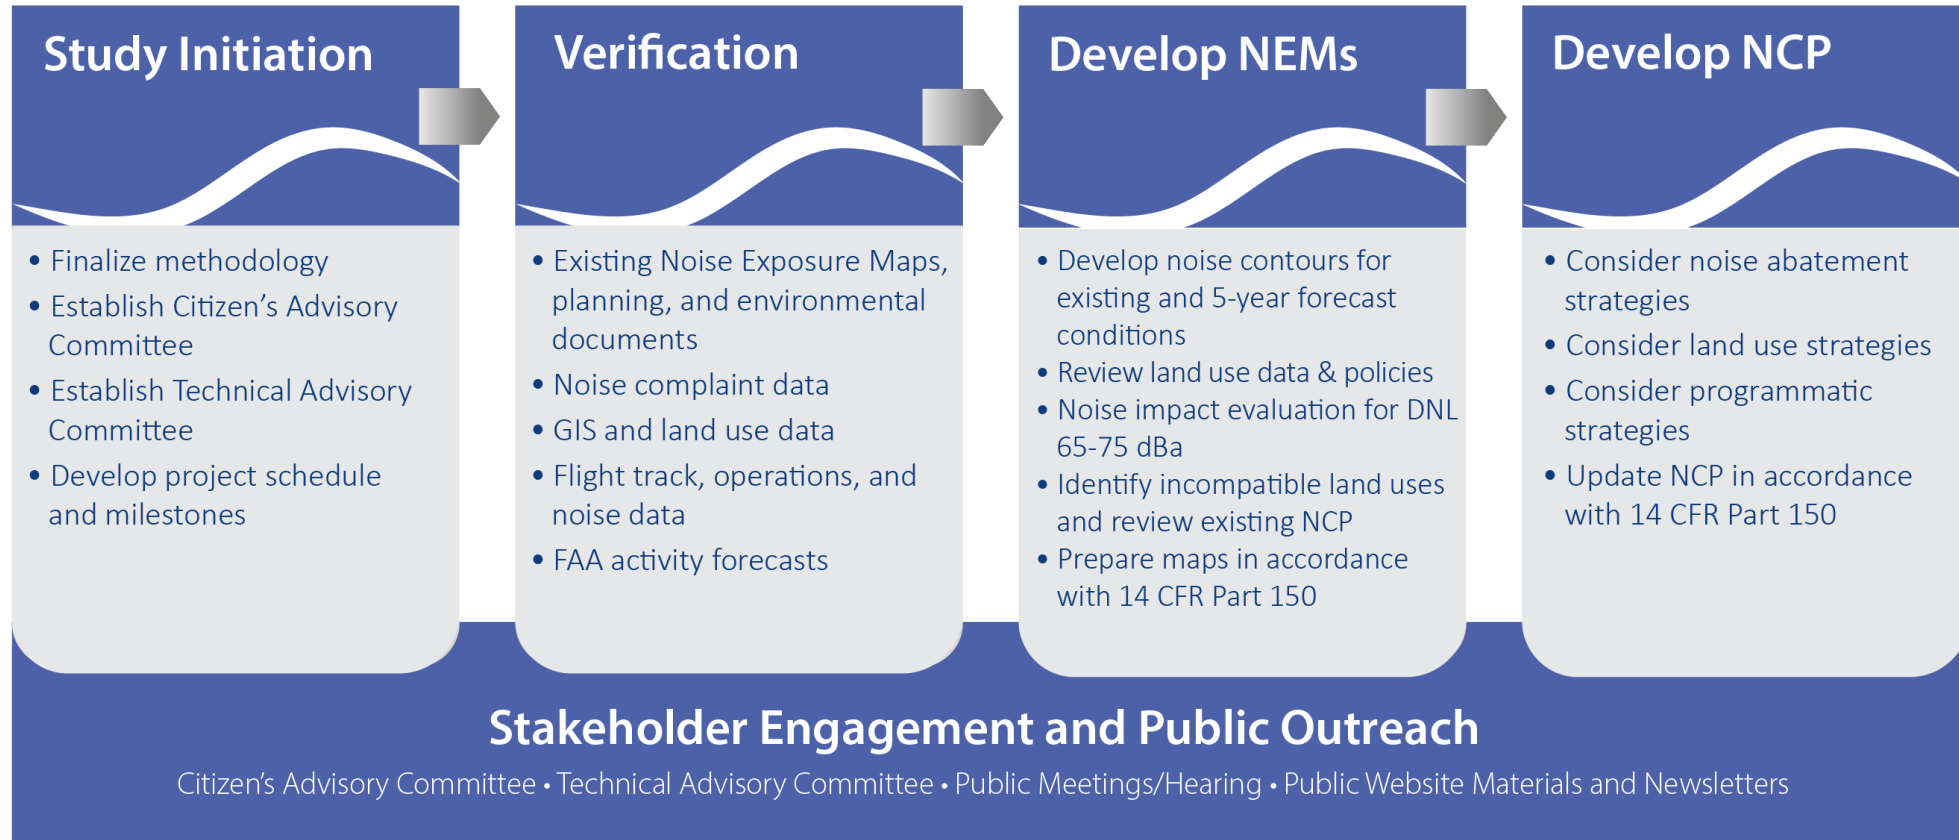 Study Initiation
• Finalize methodology
• Establish Citizen’s Advisory
Committee
• Establish Technical Advisory
Committee
• Develop project schedule
and milestones
Verification
• Existing Noise Exposure Maps,
planning, and environmental
documents
• Noise complaint data
• GIS and land use data
• Flight track, operations, and
noise data
• FAA activity forecasts
Develop NEMs
• Develop noise contours for
existing and 5-year forecast
conditions
• Review land use data & policies
• Noise impact evaluation for DNL
65-75 dBa
• Identify incompatible land uses
and review existing NCP
• Prepare maps in accordance
with 14 CFR Part 150
Develop NCP
• Consider noise abatement
strategies
• Consider land use strategies
• Consider programmatic
strategies
• Update NCP in accordance
with 14 CFR Part 150
Stakeholder Engagement and Public Outreach
Citizen’s Advisory Committee • Technical Advisory Committee • Public Meetings/Hearing • Public Website Materials and Newsletters